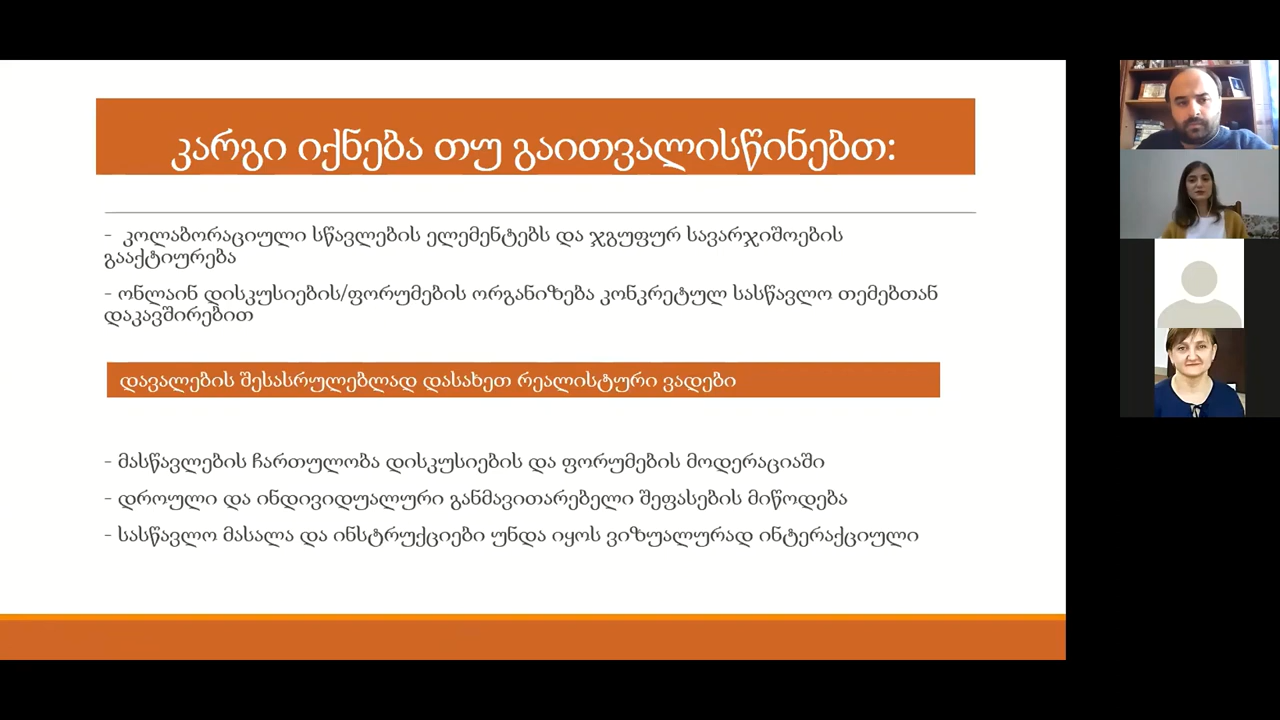 კარგი იქნება თუ გაითვალისწინებთ:
- კოლაბორაციული სწავლების ელემენტებს და ჯგუფურ სავარჯიშოების
გააქტიურება
- ონლაინ დისკუსიების/ფორუმების ორგანიზება კონკრეტულ სასწავლო თემებთან
დაკავშირებით
დავალების შესასრულებლად დასახეთ რეალისტური ვადები
- მასწავლების ჩართულობა დისკუსიების და ფორუმების მოდერაციაში
- დროული და ინდივიდუალური განმავითარებელი შეფასების მიწოდება
- სასწავლო მასალა და ინსტრუქციები უნდა იყოს ვიზუალურად ინტერაქციული